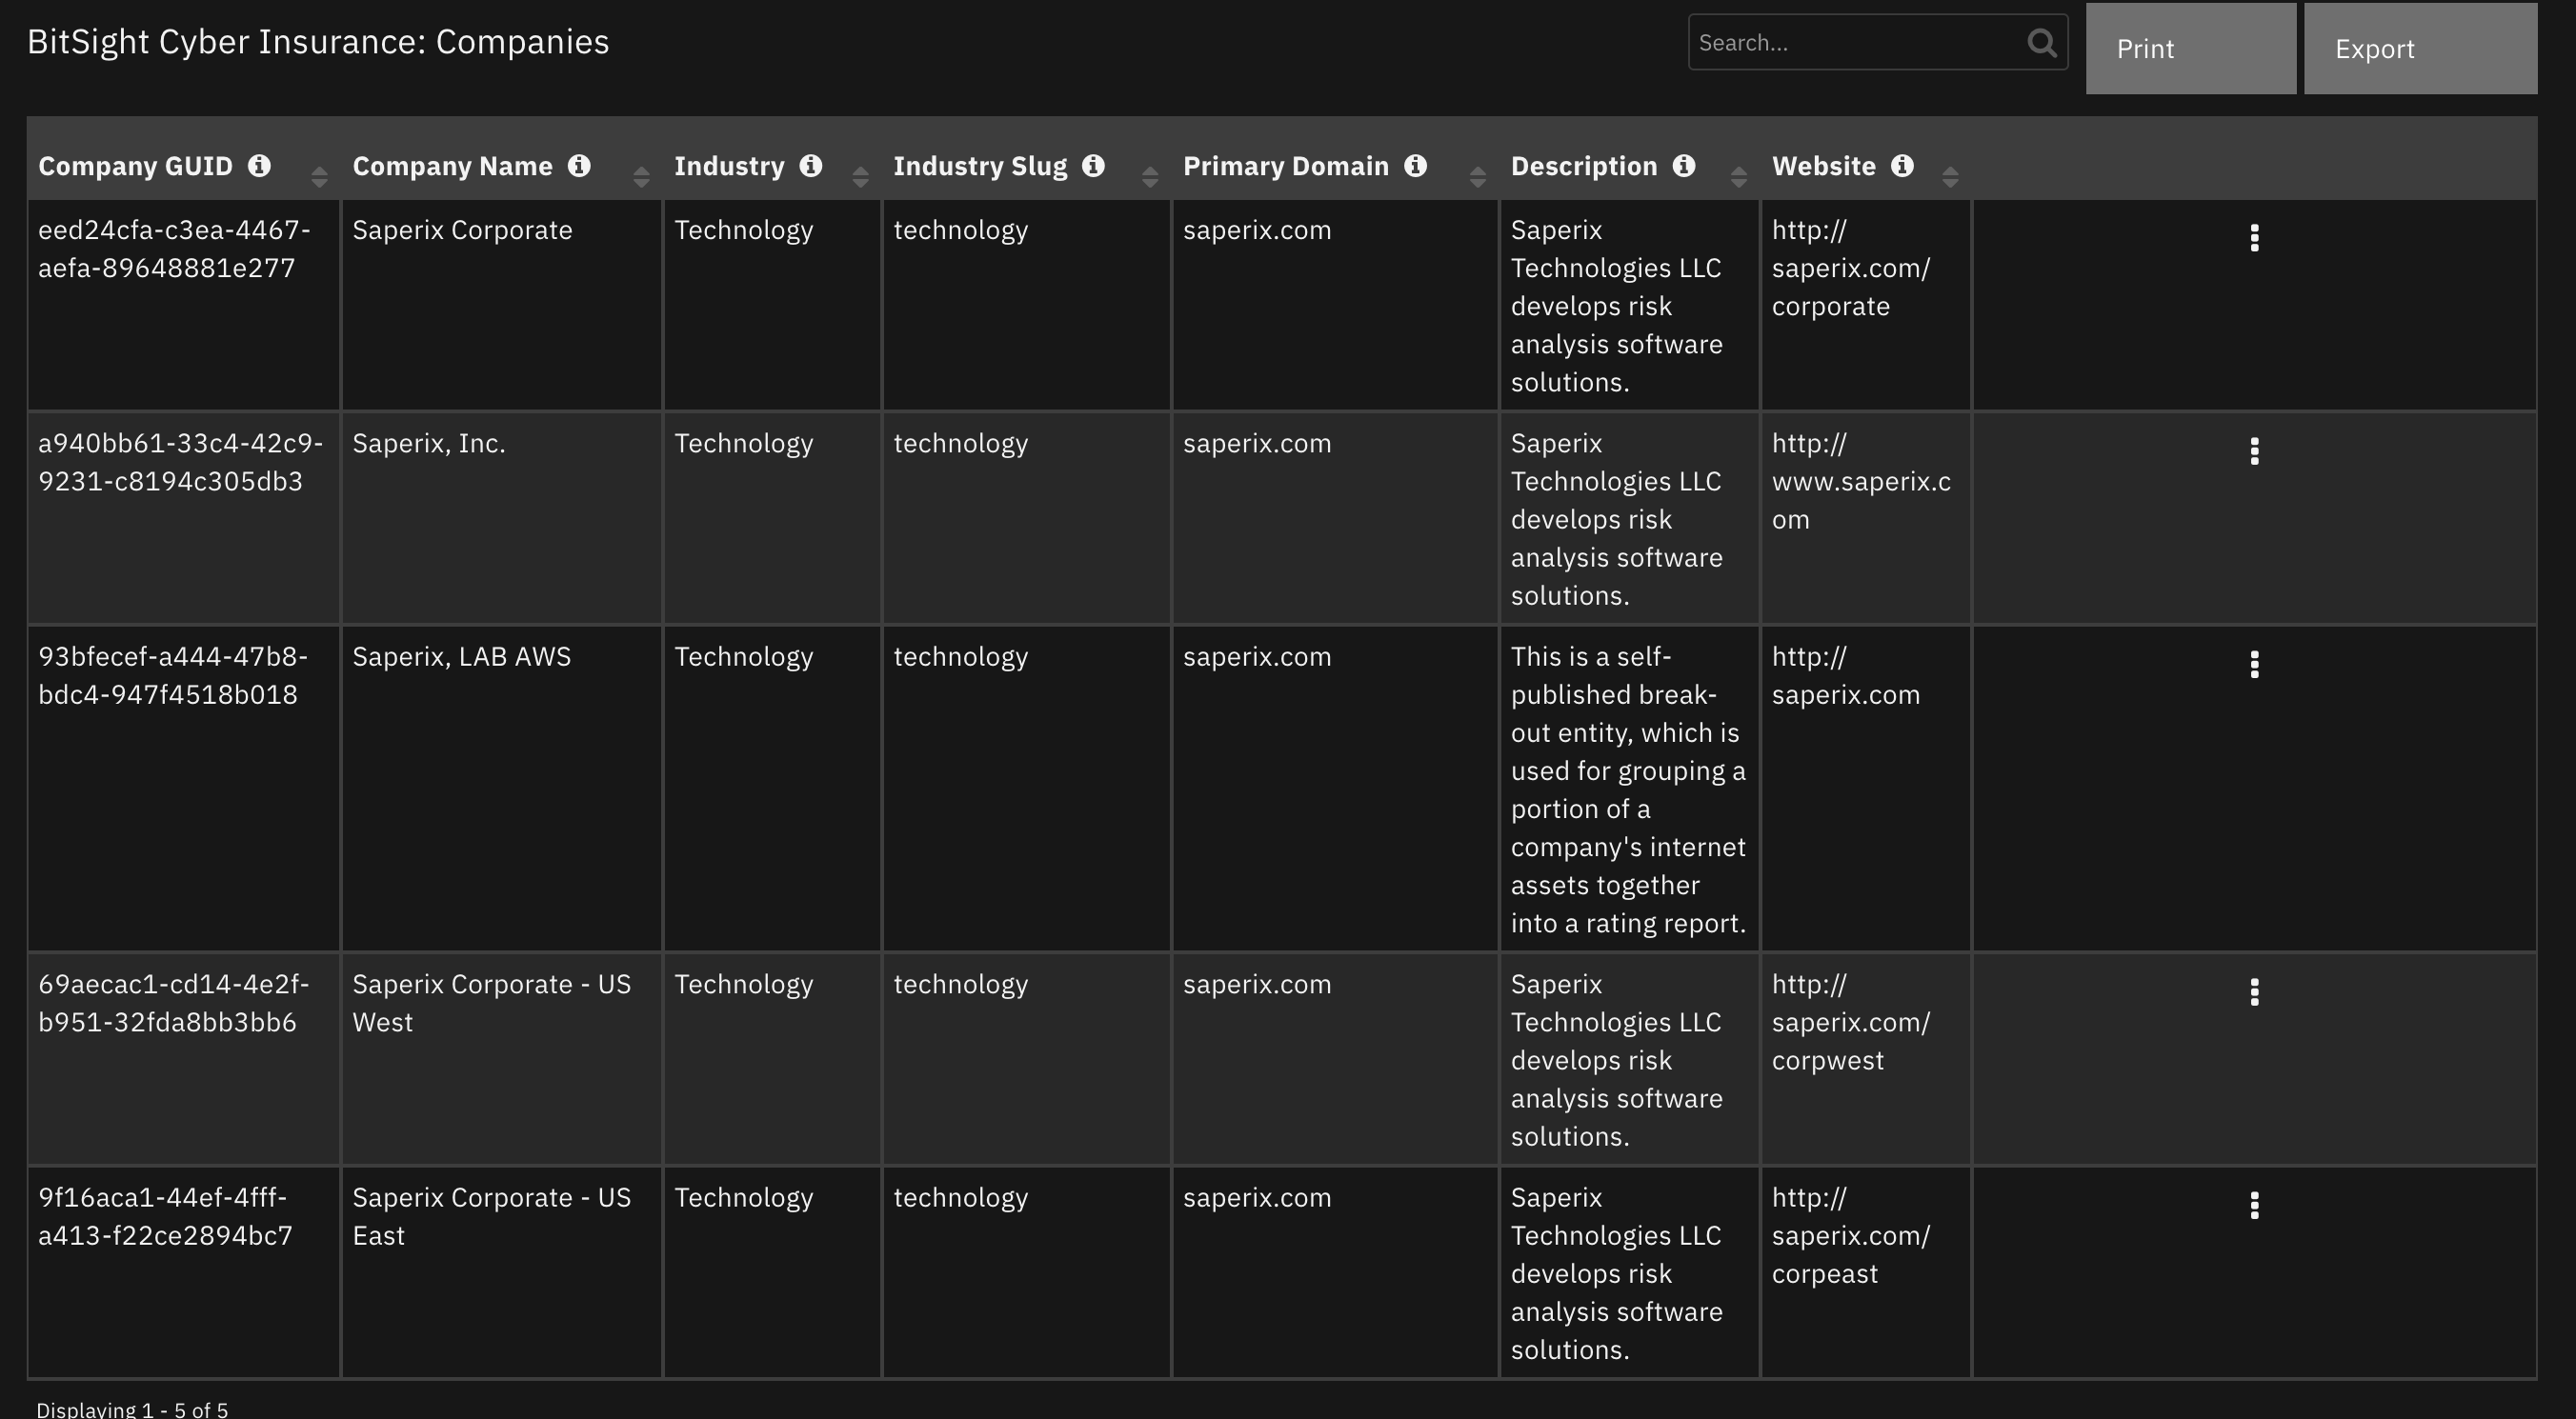 BitSight Cyber Insurance: Companies
Search...
Print
Export
Company GUID
Company Name
Industry
Industry Slug
Primary Domain
Description
Website
eed24cfa-c3ea-4467-
aefa-89648881e277
Saperix Corporate
Technology
technology
saperix.com
Saperix
Technologies LLC
develops risk
analysis software
solutions.
http://
saperix.com/
corporate
a940bb61-33c4-42c9-
9231-c8194c305db3
Saperix, Inc.
Technology
technology
saperix.com
Saperix
Technologies LLC
develops risk
analysis software
solutions.
http://
www.saperix.c
om
93bfecef-a444-47b8-
bdc4-947f4518b018
Saperix, LAB AWS
Technology
technology
saperix.com
This is a self-
published break-
out entity, which is
used for grouping a
portion of a
company's internet
assets together
into a rating report.
http://
saperix.com
69aecac1-cd14-4e2f-
b951-32fda8bb3bb6
Saperix Corporate - US
West
Technology
technology
saperix.com
Saperix
Technologies LLC
develops risk
analysis software
solutions.
http://
saperix.com/
corpwest
9f16aca1-44ef-4fff-
a413-f22ce2894bc7
Saperix Corporate - US
East
Technology
technology
saperix.com
Saperix
Technologies LLC
develops risk
analysis software
solutions.
http://
saperix.com/
corpeast
Displaying 1 - 5 of 5